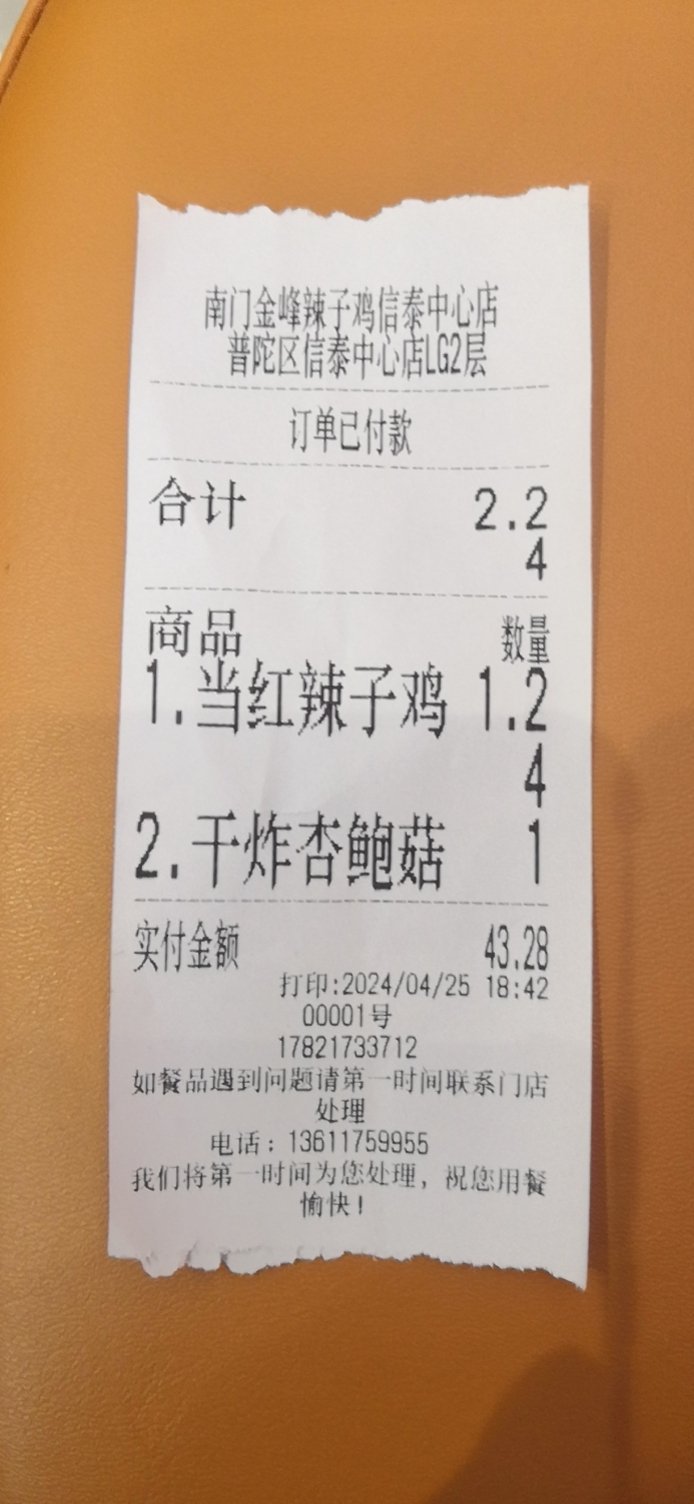 南门金峰辣子鸡信泰中心店
普陀区信泰中心店LG2层
订单已付款
合计 2.2
4
商品 数量
1.当红辣子鸡 1.2
4
2.干炸杏鲍菇 1
实付金额 43.28
打印:2024/04/25 18:42
00001号
17821733712
如餐品遇到问题请第一时间联系门店
处理
电话：13611759955
我们将第一时间为您处理，祝您用餐
愉快！